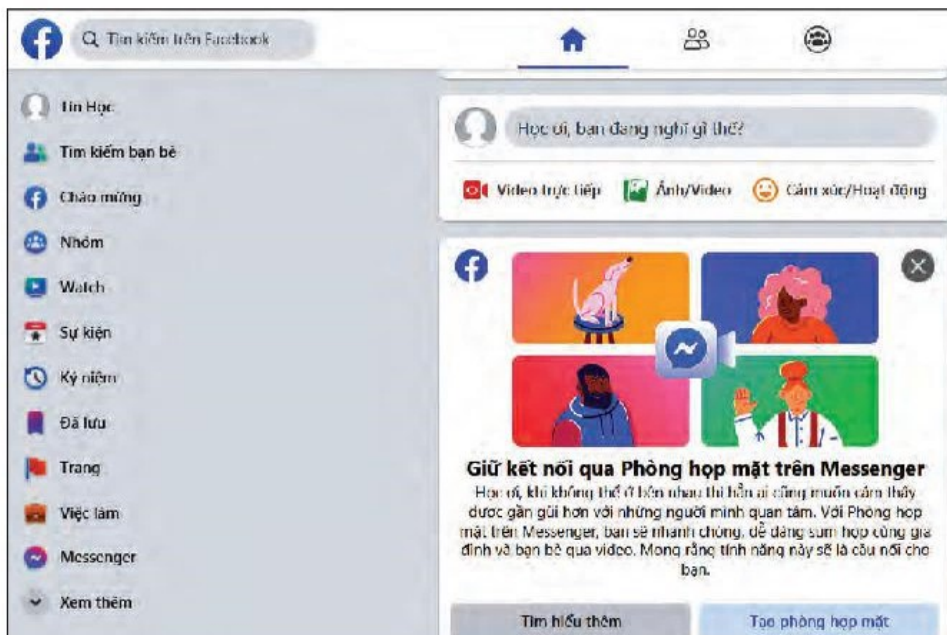 Tìm kiếm trên Facebook
Tin Học
Tìm kiếm bạn bè
Chào mừng
Nhóm
Watch
Sự kiện
Kỷ niệm
Đã lưu
Trang
Việc làm
Messenger
Xem thêm
Học ơi, bạn đang nghĩ gì thế?
Video trực tiếp
Ảnh/Video
Cảm xúc/Hoạt động
Giữ kết nối qua Phòng họp mặt trên Messenger
Học ơi, khi không thể ở bên nhau thì hẳn ai cũng muốn cảm thấy
được gần gũi hơn với những người mình quan tâm. Với Phòng họp
mặt trên Messenger, bạn sẽ nhanh chóng, dễ dàng sum họp cùng gia
đình và bạn bè qua video. Mong rằng tính năng này sẽ là cầu nối cho
bạn.
Tìm hiểu thêm
Tạo phòng họp mặt